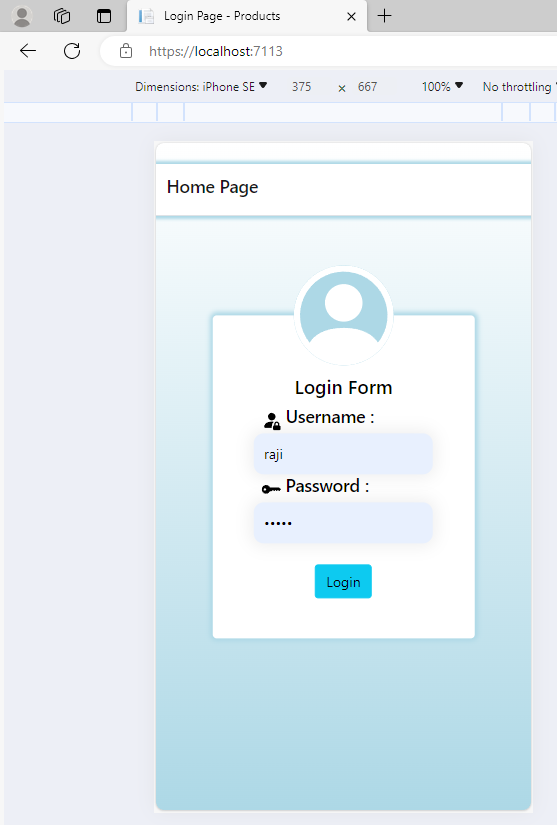 Login Page - Products
https://localhost:7113
Dimensions: iPhone SE 375 × 667 100% No throttling
Home Page
Login Form
Username :
raji
Password :
•••••
Login